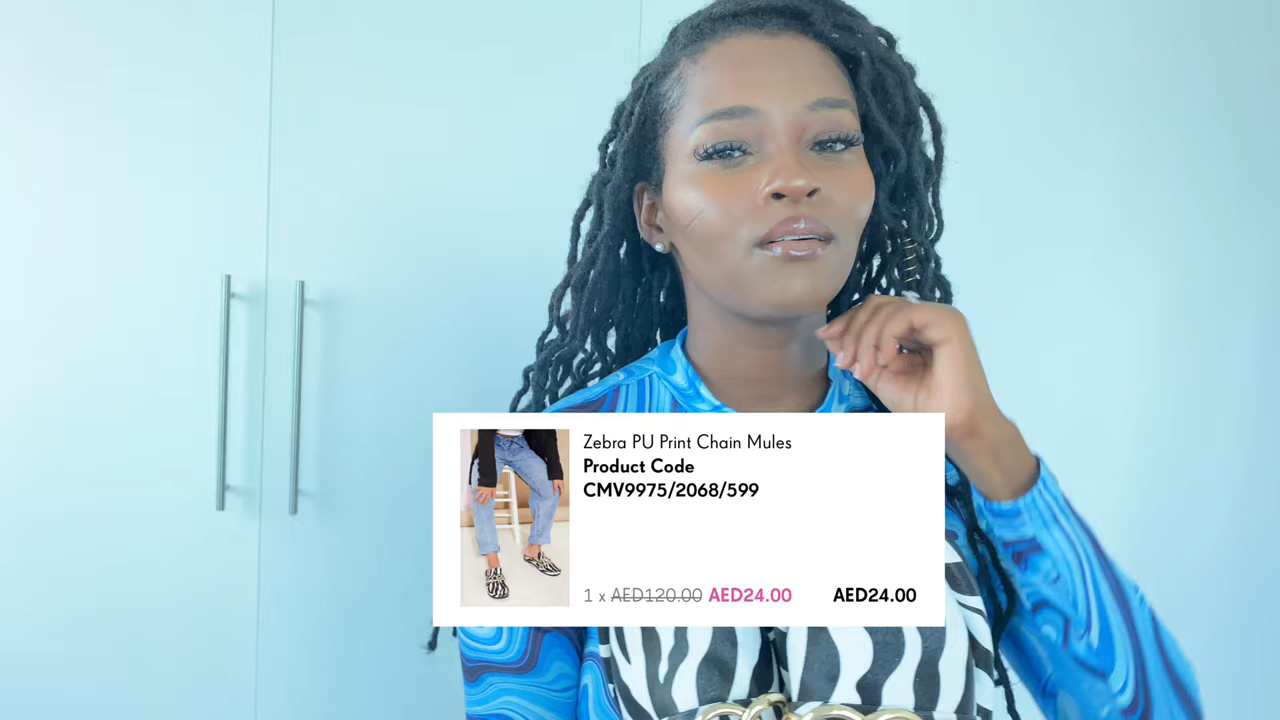 Zebra PU Print Chain Mules
Product Code
CMV9975/2068/599
1 x AED120.00 AED24.00 AED24.00